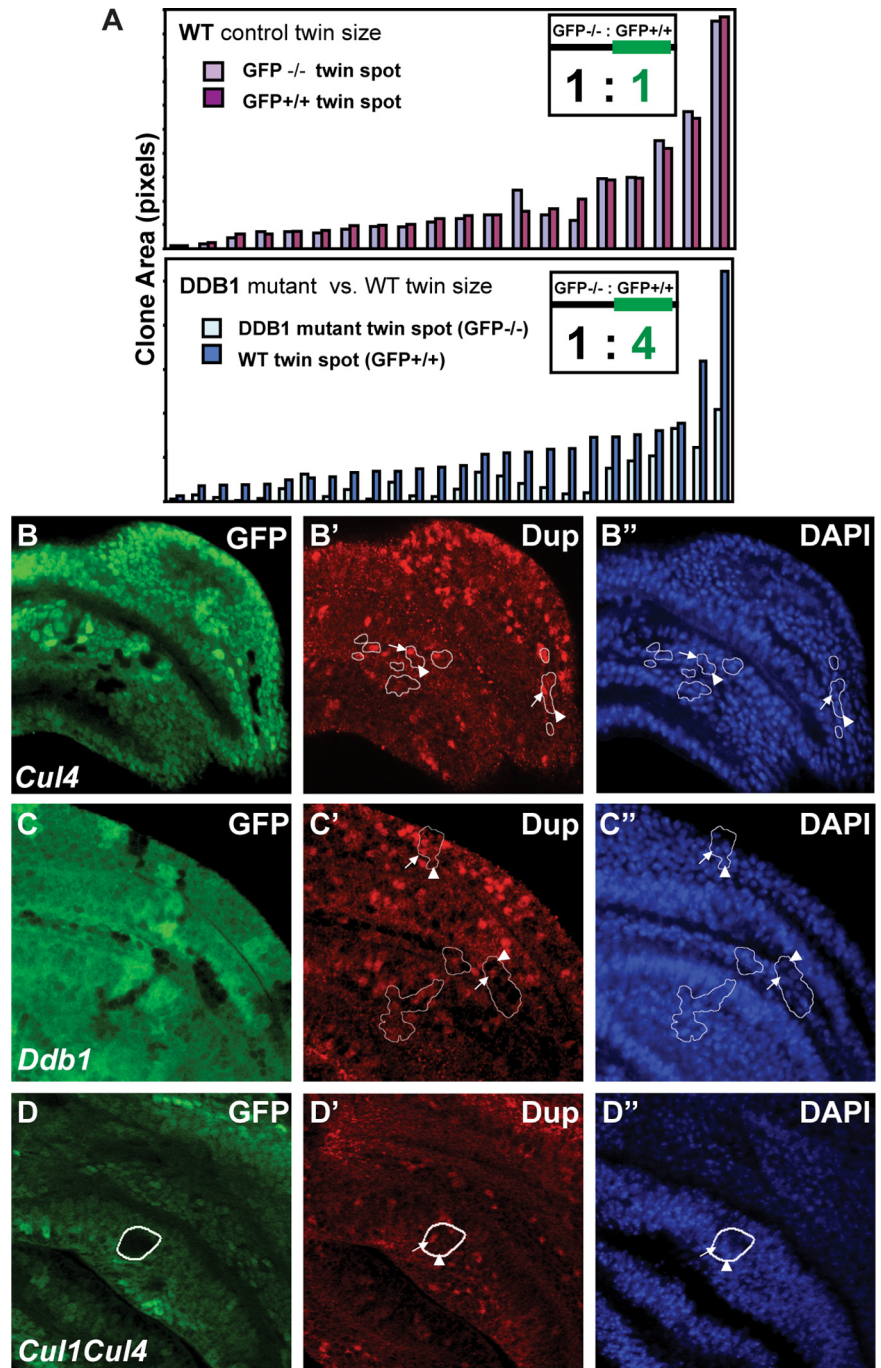 A
Clone Area (pixels)
WT control twin size
GFP -/- twin spot
GFP+/+ twin spot
GFP-/- : GFP+/+
1 : 1
DDB1 mutant vs. WT twin size
DDB1 mutant twin spot (GFP-/-)
WT twin spot (GFP+/+)
GFP-/- : GFP+/+
1 : 4
B GFP
Cul4
B' Dup
B" DAPI
C GFP
Ddb1
C' Dup
C" DAPI
D GFP
Cul1Cul4
D' Dup
D" DAPI